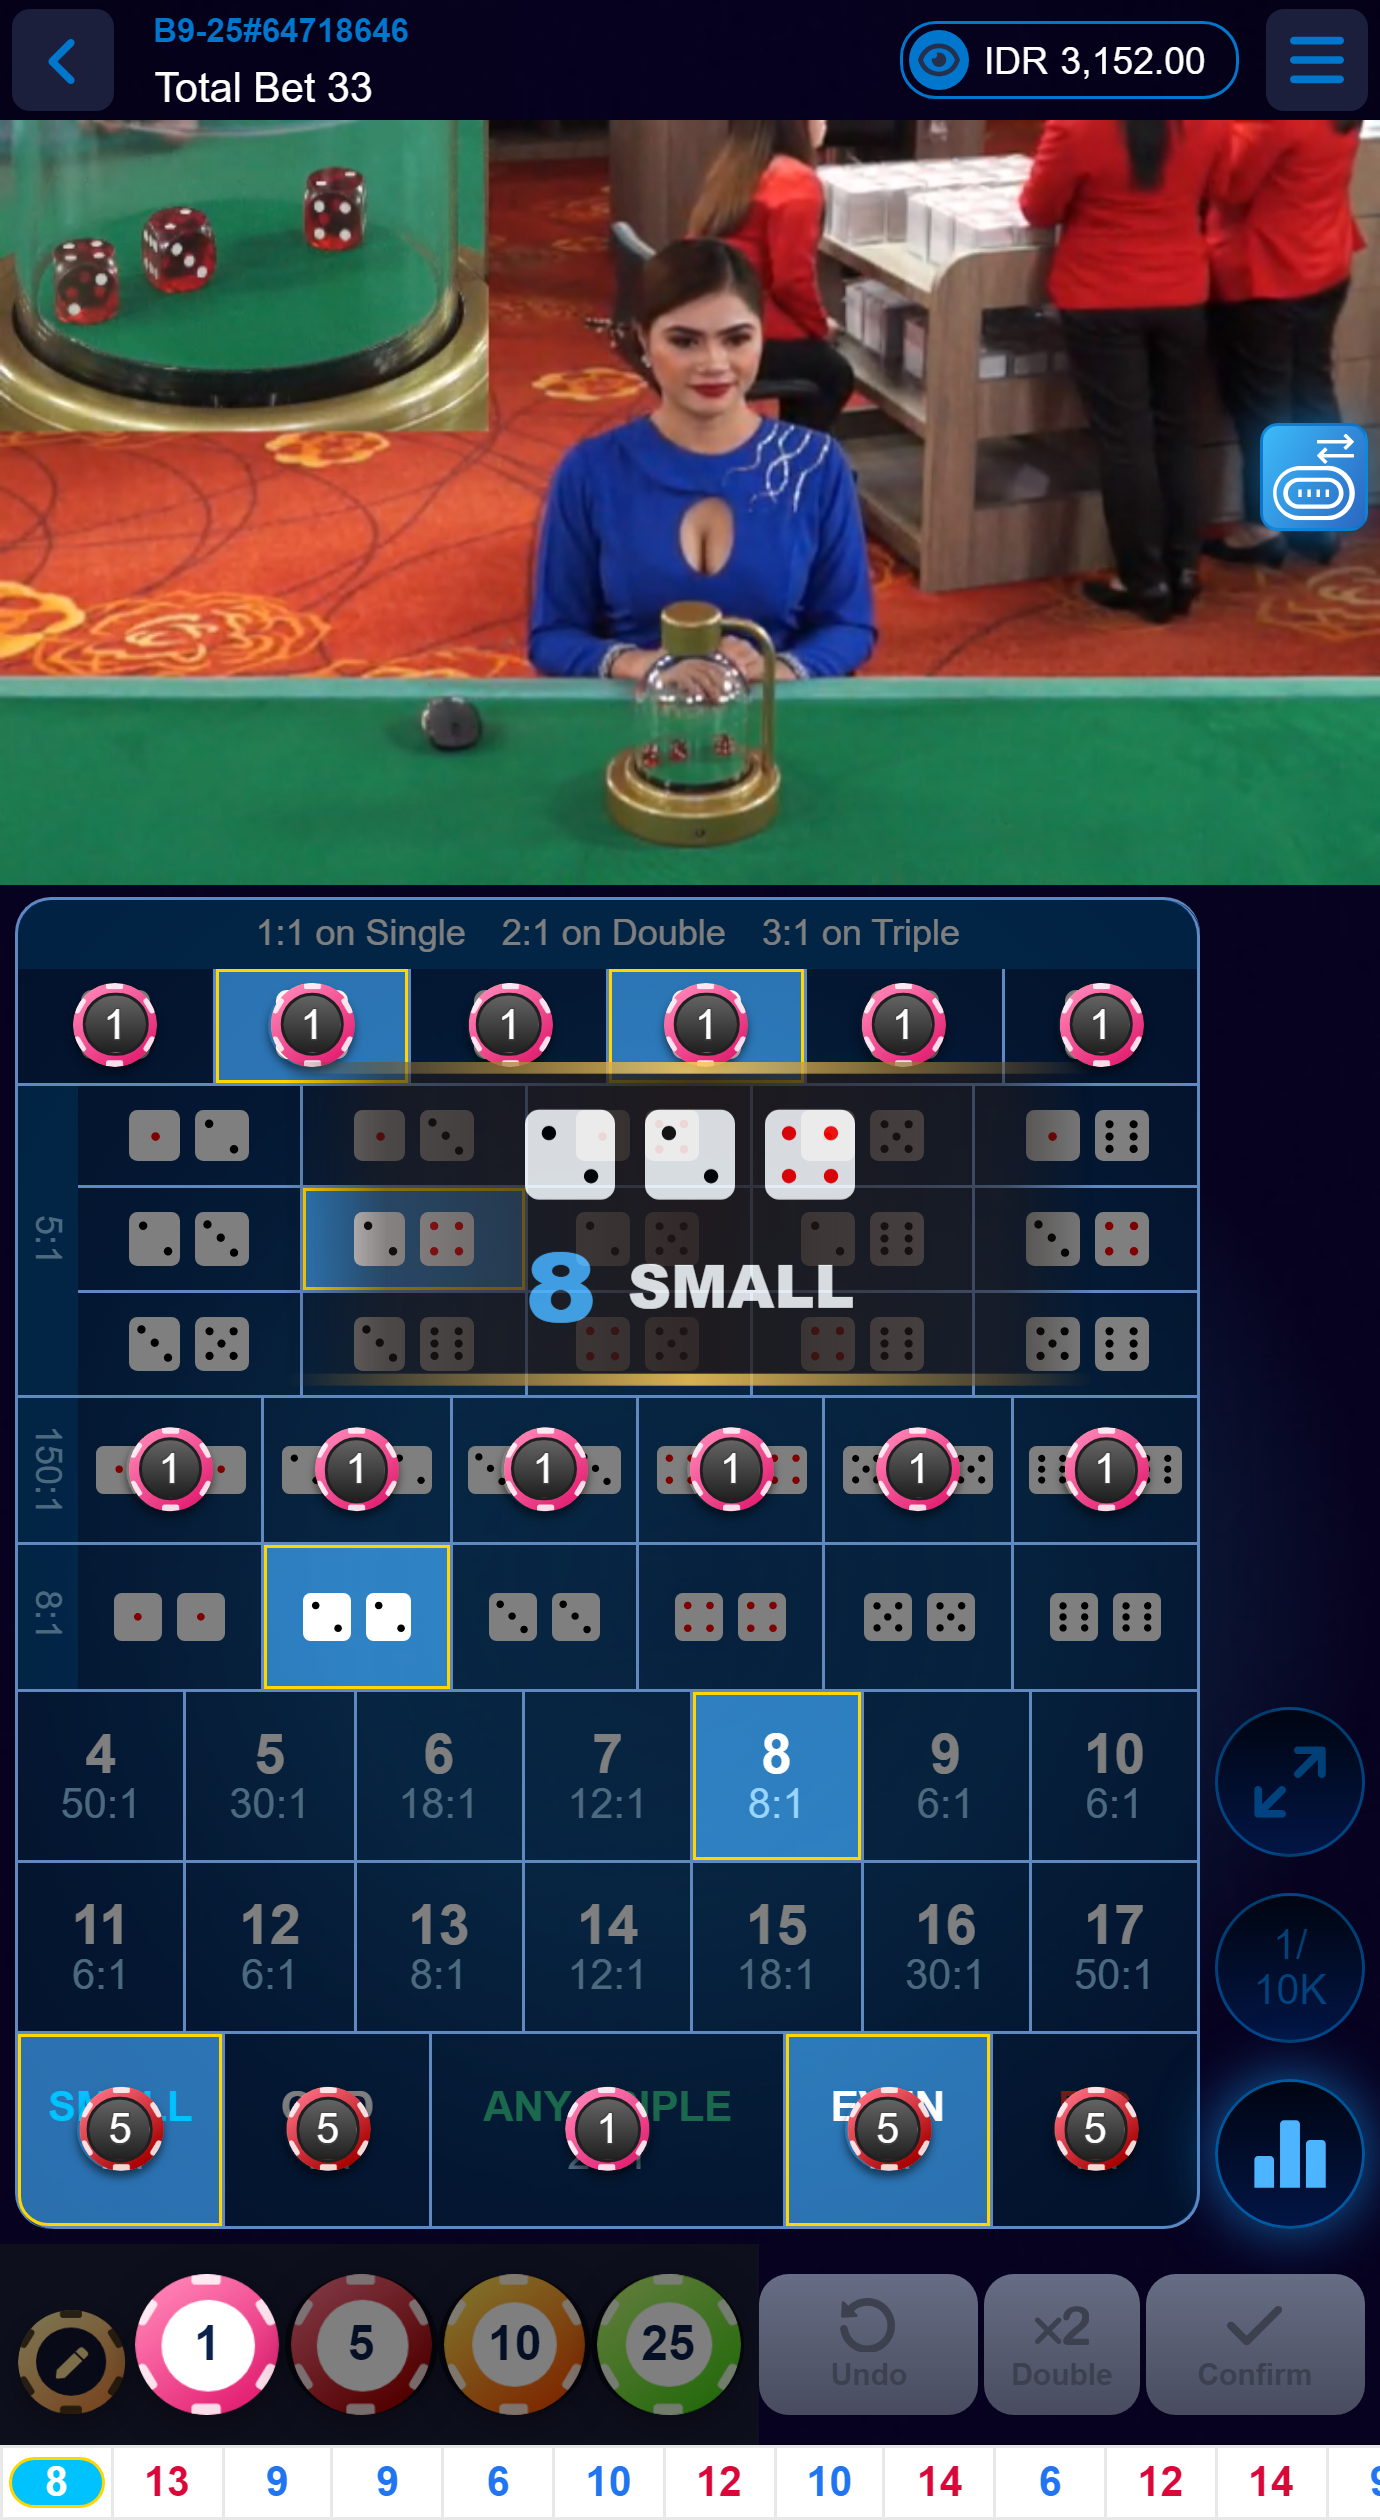 B9-25#64718646
Total Bet 33
IDR 3,152.00
1:1 on Single 2:1 on Double 3:1 on Triple
1 1 1 1 1 1
5:1
8 SMALL
150:1
1 1 1 1 1 1
8:1
4 5 6 7 8 9 10
50:1 30:1 18:1 12:1 8:1 6:1 6:1
11 12 13 14 15 16 17
6:1 6:1 8:1 12:1 18:1 30:1 50:1
1/
10K
5 5 1 5 5
1 5 10 25
Undo
x2
Double
Confirm
8 13 9 9 6 10 12 10 14 6 12 14